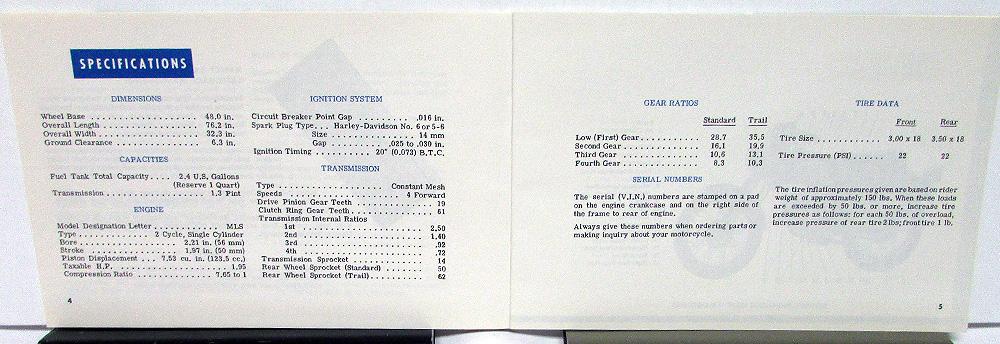 SPECIFICATIONS
DIMENSIONS
Wheel Base 48.0 in.
Overall Length 76.2 in.
Overall Width 32.3 in.
Ground Clearance 6.3 in.
CAPACITIES
Fuel Tank Total Capacity.... 2.4 U.S. Gallons
(Reserve 1 Quart)
Transmission 1.3 Pint
ENGINE
Model Designation Letter MLS
Type 2 Cycle, Single Cylinder
Bore 2.21 in. (56 mm)
Stroke 1.97 in. (50 mm)
Piston Displacement 7.53 cu. in. (123.5 cc.)
Taxable H.P. 1.95
Compression Ratio 7.65 to 1
4
IGNITION SYSTEM
Circuit Breaker Point Gap .016 in.
Spark Plug Type... Harley-Davidson No. 6 or 5-6
Size 14 mm
Gap .025 to .030 in.
Ignition Timing 20° (0.073) B.T.C.
TRANSMISSION
Type Constant Mesh
Speeds 4 Forward
Drive Pinion Gear Teeth 19
Clutch Ring Gear Teeth 61
Transmission Internal Ratios
1st 2.50
2nd 1.40
3rd .92
4th .72
Transmission Sprocket 14
Rear Wheel Sprocket (Standard) 50
Rear Wheel Sprocket (Trail) 62
GEAR RATIOS
Standard Trail
Low (First) Gear 28.7 35.5
Second Gear 16.1 19.9
Third Gear 10.6 13.1
Fourth Gear 8.3 10.3
SERIAL NUMBERS
The serial (V.I.N.) numbers are stamped on a pad
on the engine crankcase and on the right side of
the frame to rear of engine.
Always give these numbers when ordering parts or
making inquiry about your motorcycle.
TIRE DATA
Front Rear
Tire Size 3.00 x 18 3.50 x 18
Tire Pressure (PSI) 22 22
The tire inflation pressures given are based on rider
weight of approximately 150 lbs. When these loads
are exceeded by 50 lbs. or more, increase tire
pressures as follows: for each 50 lbs. of overload,
increase pressure of rear tire 2 lbs; front tire 1 lb.
5